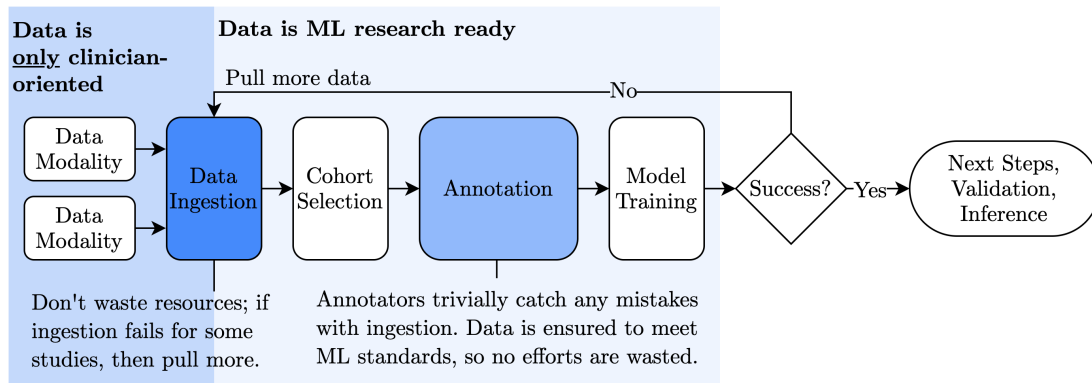 Data is
only clinician-
oriented
Data is ML research ready
Pull more data
No
Data
Modality
Data
Modality
Data
Ingestion
Cohort
Selection
Annotation
Model
Training
Success?
Yes
Next Steps,
Validation,
Inference
Don't waste resources; if
ingestion fails for some
studies, then pull more.
Annotators trivially catch any mistakes
with ingestion. Data is ensured to meet
ML standards, so no efforts are wasted.